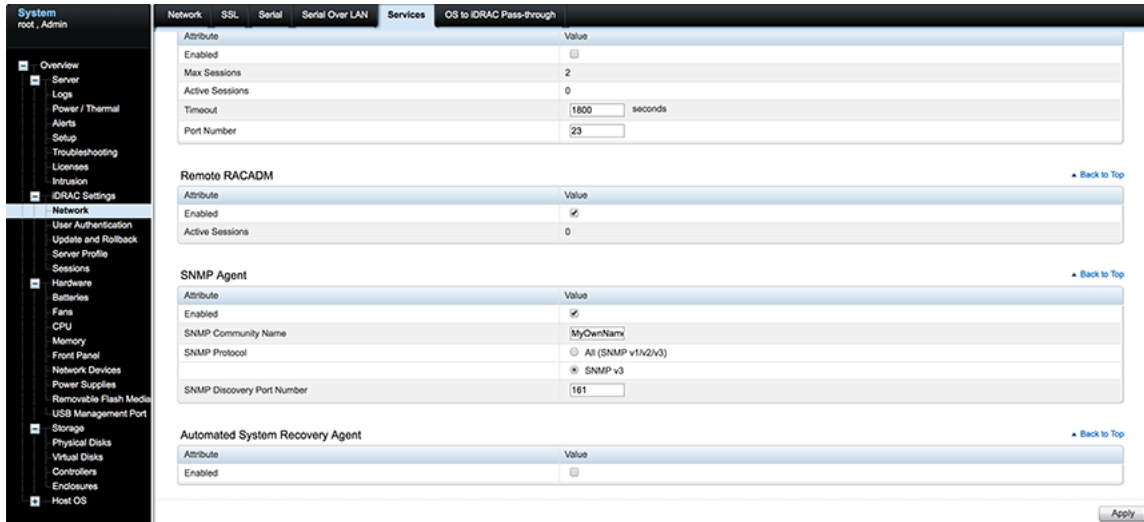 System
root , Admin
Network SSL Serial Serial Over LAN Services OS to iDRAC Pass-through
Overview
Server
Logs
Power / Thermal
Alerts
Setup
Troubleshooting
Licenses
Intrusion
iDRAC Settings
Network
User Authentication
Update and Rollback
Server Profile
Sessions
Hardware
Batteries
Fans
CPU
Memory
Front Panel
Network Devices
Power Supplies
Removable Flash Media
USB Management Port
Storage
Physical Disks
Virtual Disks
Controllers
Enclosures
Host OS
Attribute Value
Enabled
Max Sessions 2
Active Sessions 0
Timeout 1800 seconds
Port Number 23
Remote RACADM Back to Top
Attribute Value
Enabled
Active Sessions 0
SNMP Agent Back to Top
Attribute Value
Enabled
SNMP Community Name MyOwnNam
SNMP Protocol All (SNMP v1/v2/v3)
SNMP v3
SNMP Discovery Port Number 161
Automated System Recovery Agent Back to Top
Attribute Value
Enabled
Apply